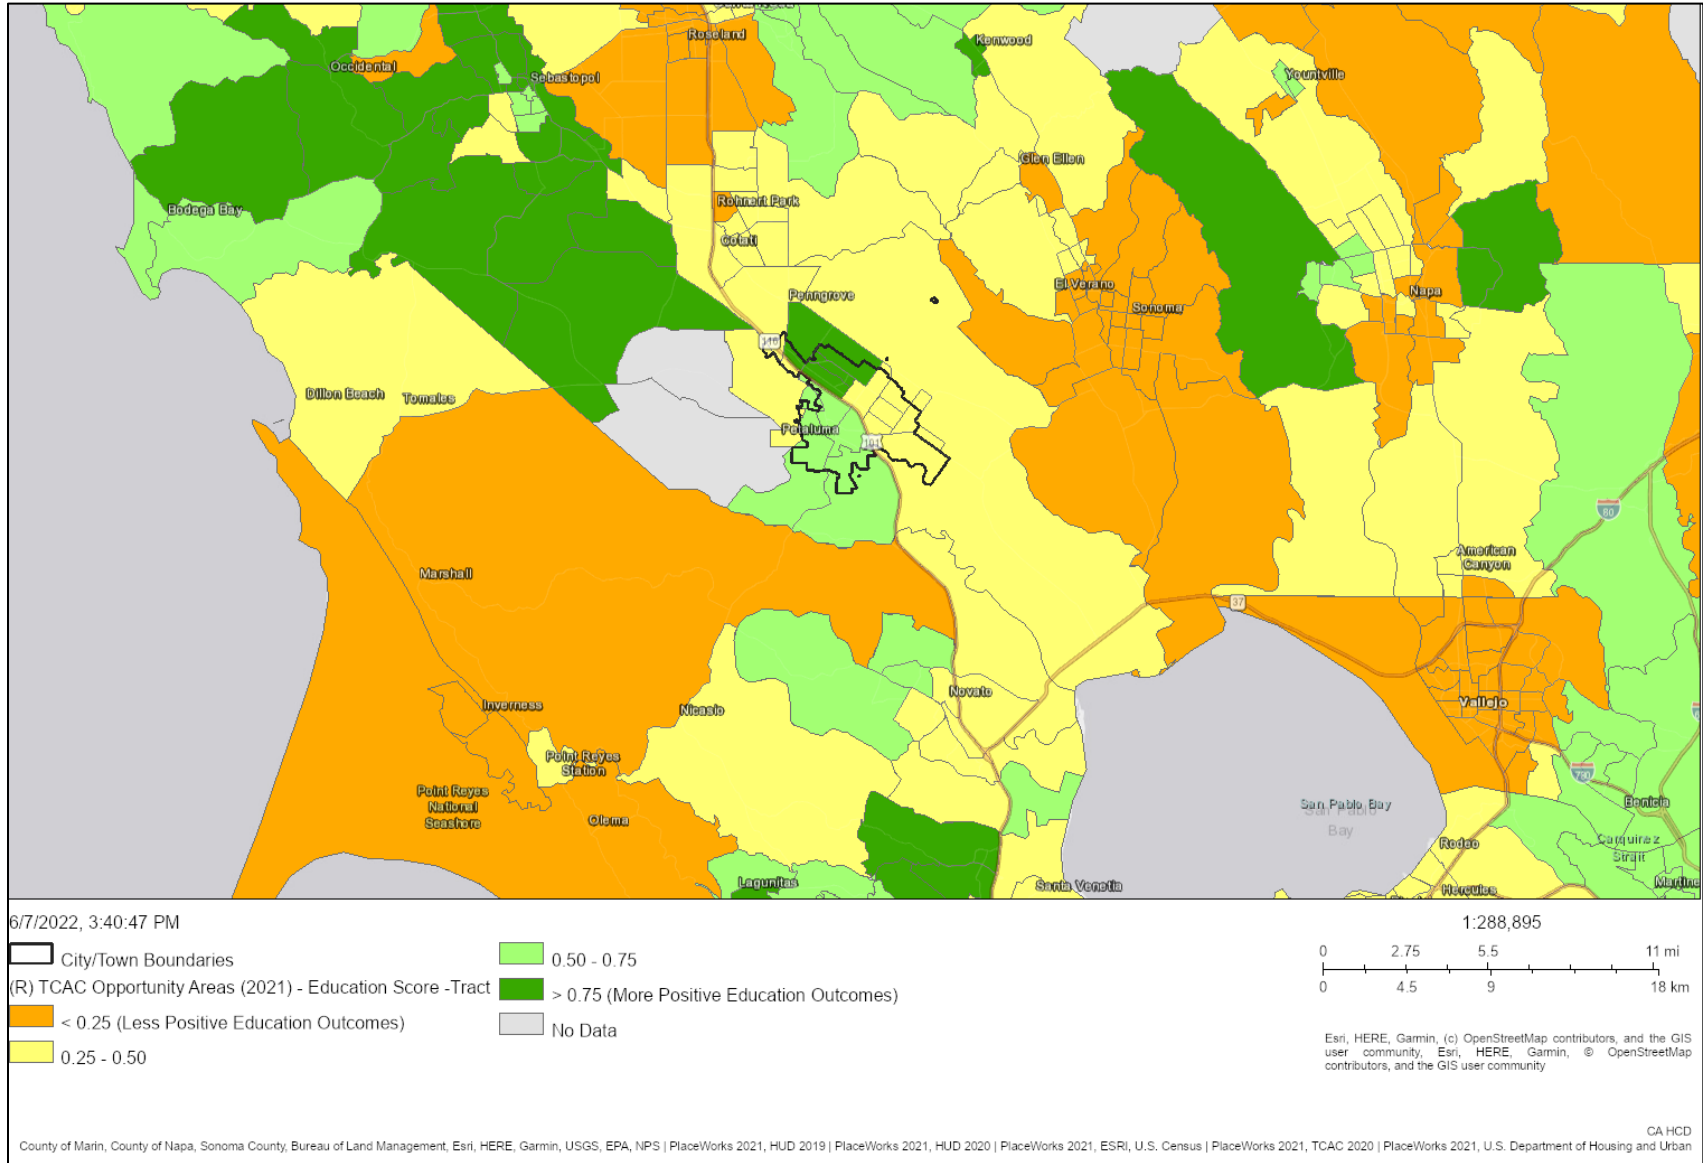 Roseland
Kenwood
Occidental
Sebastopol
Yountville
Glen Ellen
Bodega Bay
Rohnert Park
Cotati
El Verano
Sonoma
Napa
Penngrove
116
Dillon Beach
Tomales
Petaluma
101
80
American
Canyon
Marshall
37
Inverness
Nicasio
Novato
Vallejo
Point Reyes
Station
780
Point Reyes
National
Seashore
Olema
San Pablo Bay
San Pablo
Bay
Benicia
Carquinez
Strait
Rodeo
Lagunitas
Santa Venetia
Hercules
Martinez
6/7/2022, 3:40:47 PM
City/Town Boundaries
(R) TCAC Opportunity Areas (2021) - Education Score -Tract
< 0.25 (Less Positive Education Outcomes)
0.25 - 0.50
0.50 - 0.75
> 0.75 (More Positive Education Outcomes)
No Data
1:288,895
0 2.75 5.5 11 mi
0 4.5 9 18 km
Esri, HERE, Garmin, (c) OpenStreetMap contributors, and the GIS
user community, Esri, HERE, Garmin, © OpenStreetMap
contributors, and the GIS user community
CA HCD
County of Marin, County of Napa, Sonoma County, Bureau of Land Management, Esri, HERE, Garmin, USGS, EPA, NPS | PlaceWorks 2021, HUD 2019 | PlaceWorks 2021, HUD 2020 | PlaceWorks 2021, ESRI, U.S. Census | PlaceWorks 2021, TCAC 2020 | PlaceWorks 2021, U.S. Department of Housing and Urban